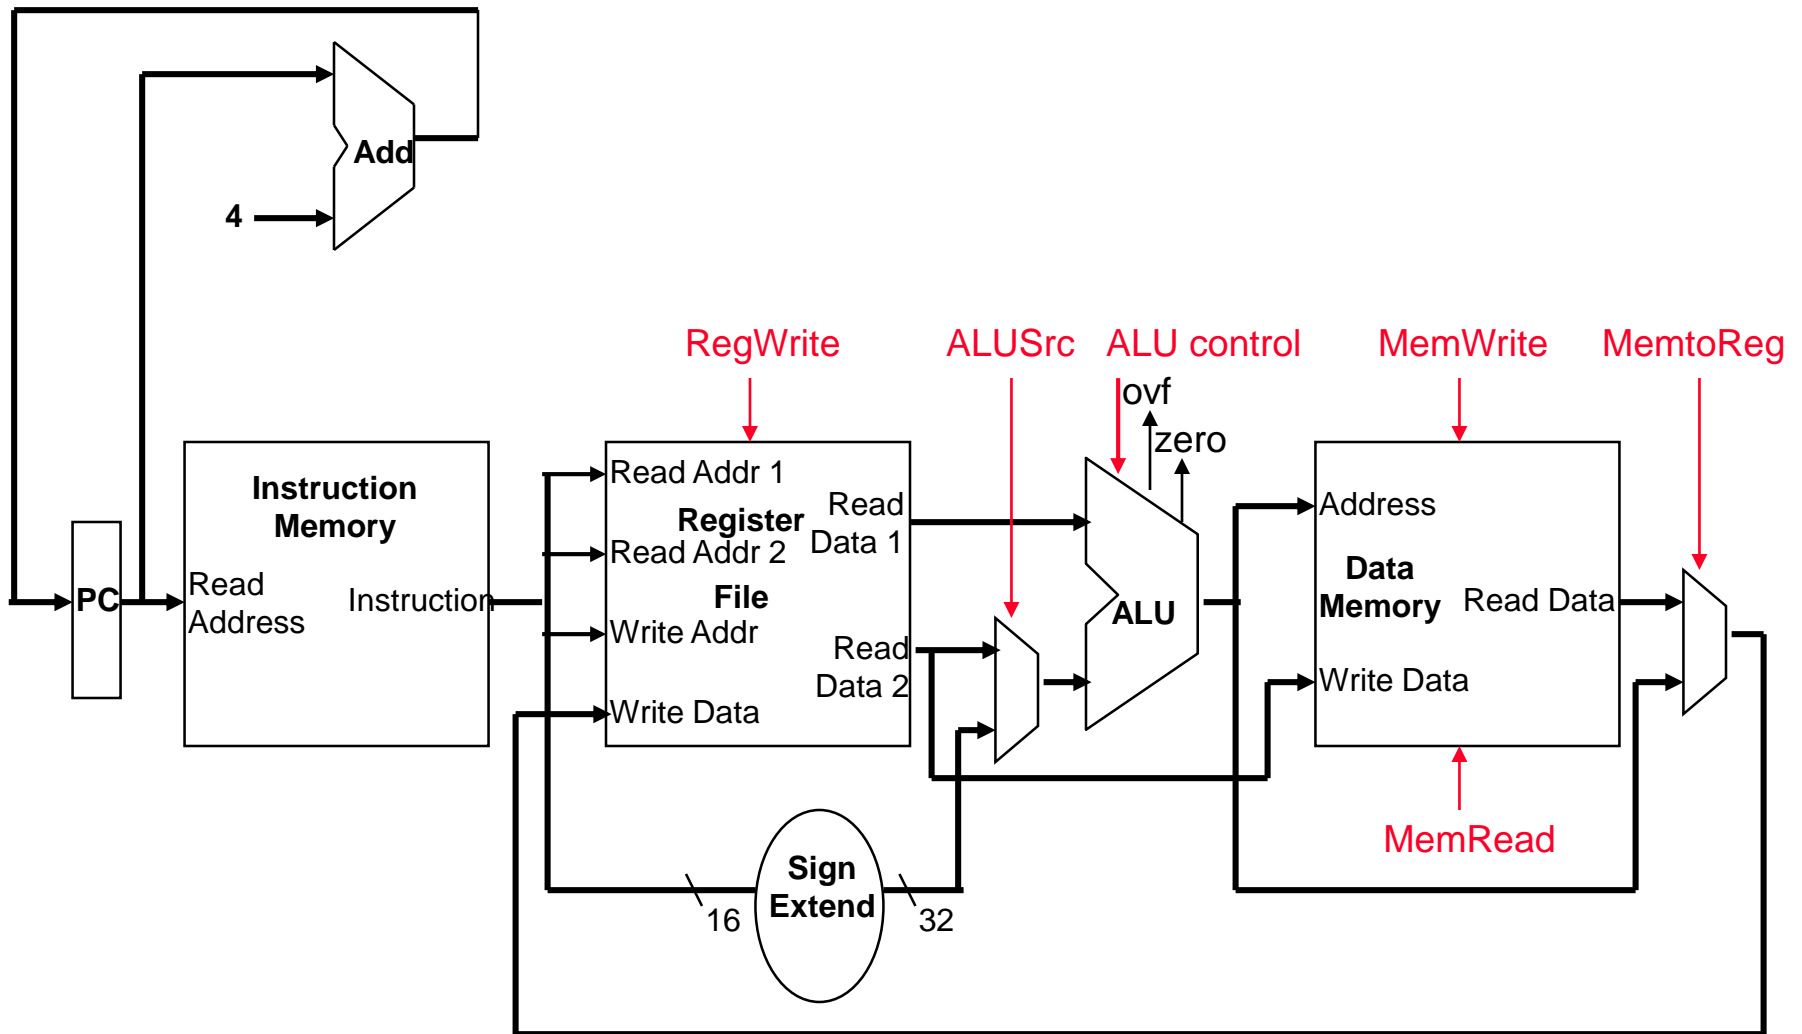 Add
4
RegWrite
ALUSrc
ALU control
MemWrite
MemtoReg
ovf
zero
Instruction
Memory
Read
Address
Instruction
PC
Read Addr 1
Register
Read Addr 2
File
Write Addr
Write Data
Read
Data 1
Read
Data 2
ALU
Address
Data
Memory
Read Data
Write Data
MemRead
Sign
Extend
16
32